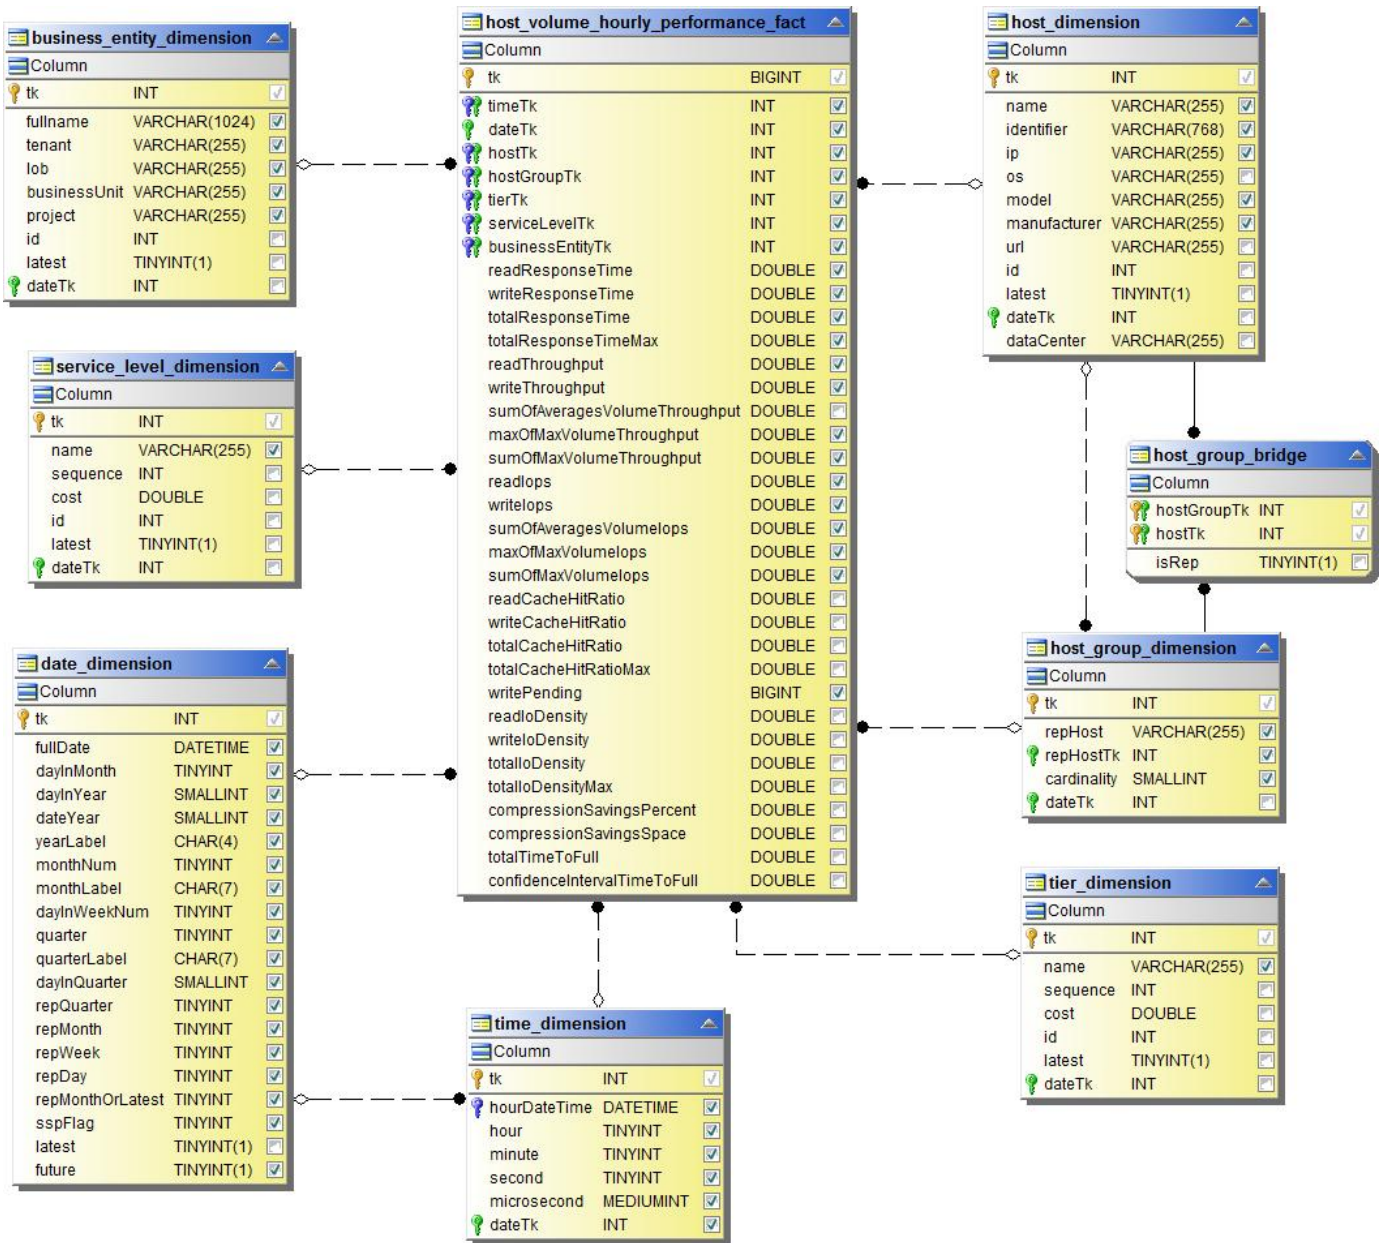 business_entity_dimension
Column
tk INT
fullname VARCHAR(1024)
tenant VARCHAR(255)
lob VARCHAR(255)
businessUnit VARCHAR(255)
project VARCHAR(255)
id INT
latest TINYINT(1)
dateTk INT
service_level_dimension
Column
tk INT
name VARCHAR(255)
sequence INT
cost DOUBLE
id INT
latest TINYINT(1)
dateTk INT
date_dimension
Column
tk INT
fullDate DATETIME
dayInMonth TINYINT
dayInYear SMALLINT
dateYear SMALLINT
yearLabel CHAR(4)
monthNum TINYINT
monthLabel CHAR(7)
dayInWeekNum TINYINT
quarter TINYINT
quarterLabel CHAR(7)
dayInQuarter SMALLINT
repQuarter TINYINT
repMonth TINYINT
repWeek TINYINT
repDay TINYINT
repMonthOrLatest TINYINT
sspFlag TINYINT
latest TINYINT(1)
future TINYINT(1)
host_volume_hourly_performance_fact
Column
tk BIGINT
timeTk INT
dateTk INT
hostTk INT
hostGroupTk INT
tierTk INT
serviceLevelTk INT
businessEntityTk INT
readResponseTime DOUBLE
writeResponseTime DOUBLE
totalResponseTime DOUBLE
totalResponseTimeMax DOUBLE
readThroughput DOUBLE
writeThroughput DOUBLE
sumOfAveragesVolumeThroughput DOUBLE
maxOfMaxVolumeThroughput DOUBLE
sumOfMaxVolumeThroughput DOUBLE
readIops DOUBLE
writeIops DOUBLE
sumOfAveragesVolumeIops DOUBLE
maxOfMaxVolumeIops DOUBLE
sumOfMaxVolumeIops DOUBLE
readCacheHitRatio DOUBLE
writeCacheHitRatio DOUBLE
totalCacheHitRatio DOUBLE
totalCacheHitRatioMax DOUBLE
writePending BIGINT
readIoDensity DOUBLE
writeIoDensity DOUBLE
totalIoDensity DOUBLE
totalIoDensityMax DOUBLE
compressionSavingsPercent DOUBLE
compressionSavingsSpace DOUBLE
totalTimeToFull DOUBLE
confidenceIntervalTimeToFull DOUBLE
time_dimension
Column
tk INT
hourDateTime DATETIME
hour TINYINT
minute TINYINT
second TINYINT
microsecond MEDIUMINT
dateTk INT
host_dimension
Column
tk INT
name VARCHAR(255)
identifier VARCHAR(768)
ip VARCHAR(255)
os VARCHAR(255)
model VARCHAR(255)
manufacturer VARCHAR(255)
url VARCHAR(255)
id INT
latest TINYINT(1)
dateTk INT
dataCenter VARCHAR(255)
host_group_bridge
Column
hostGroupTk INT
hostTk INT
isRep TINYINT(1)
host_group_dimension
Column
tk INT
repHost VARCHAR(255)
repHostTk INT
cardinality SMALLINT
dateTk INT
tier_dimension
Column
tk INT
name VARCHAR(255)
sequence INT
cost DOUBLE
id INT
latest TINYINT(1)
dateTk INT